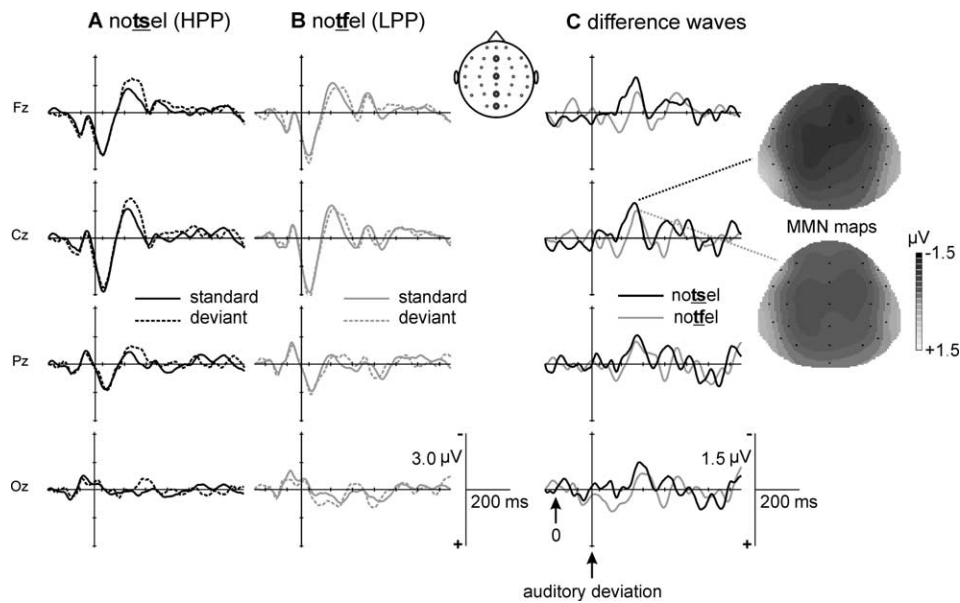 A notsel (HPP)
B notfel (LPP)
C difference waves
Fz
Cz
MMN maps
µV
-1.5
+1.5
standard
deviant
standard
deviant
notsel
notfel
Pz
Oz
-
3.0 µV
200 ms
+
-
1.5 µV
200 ms
+
0
auditory deviation